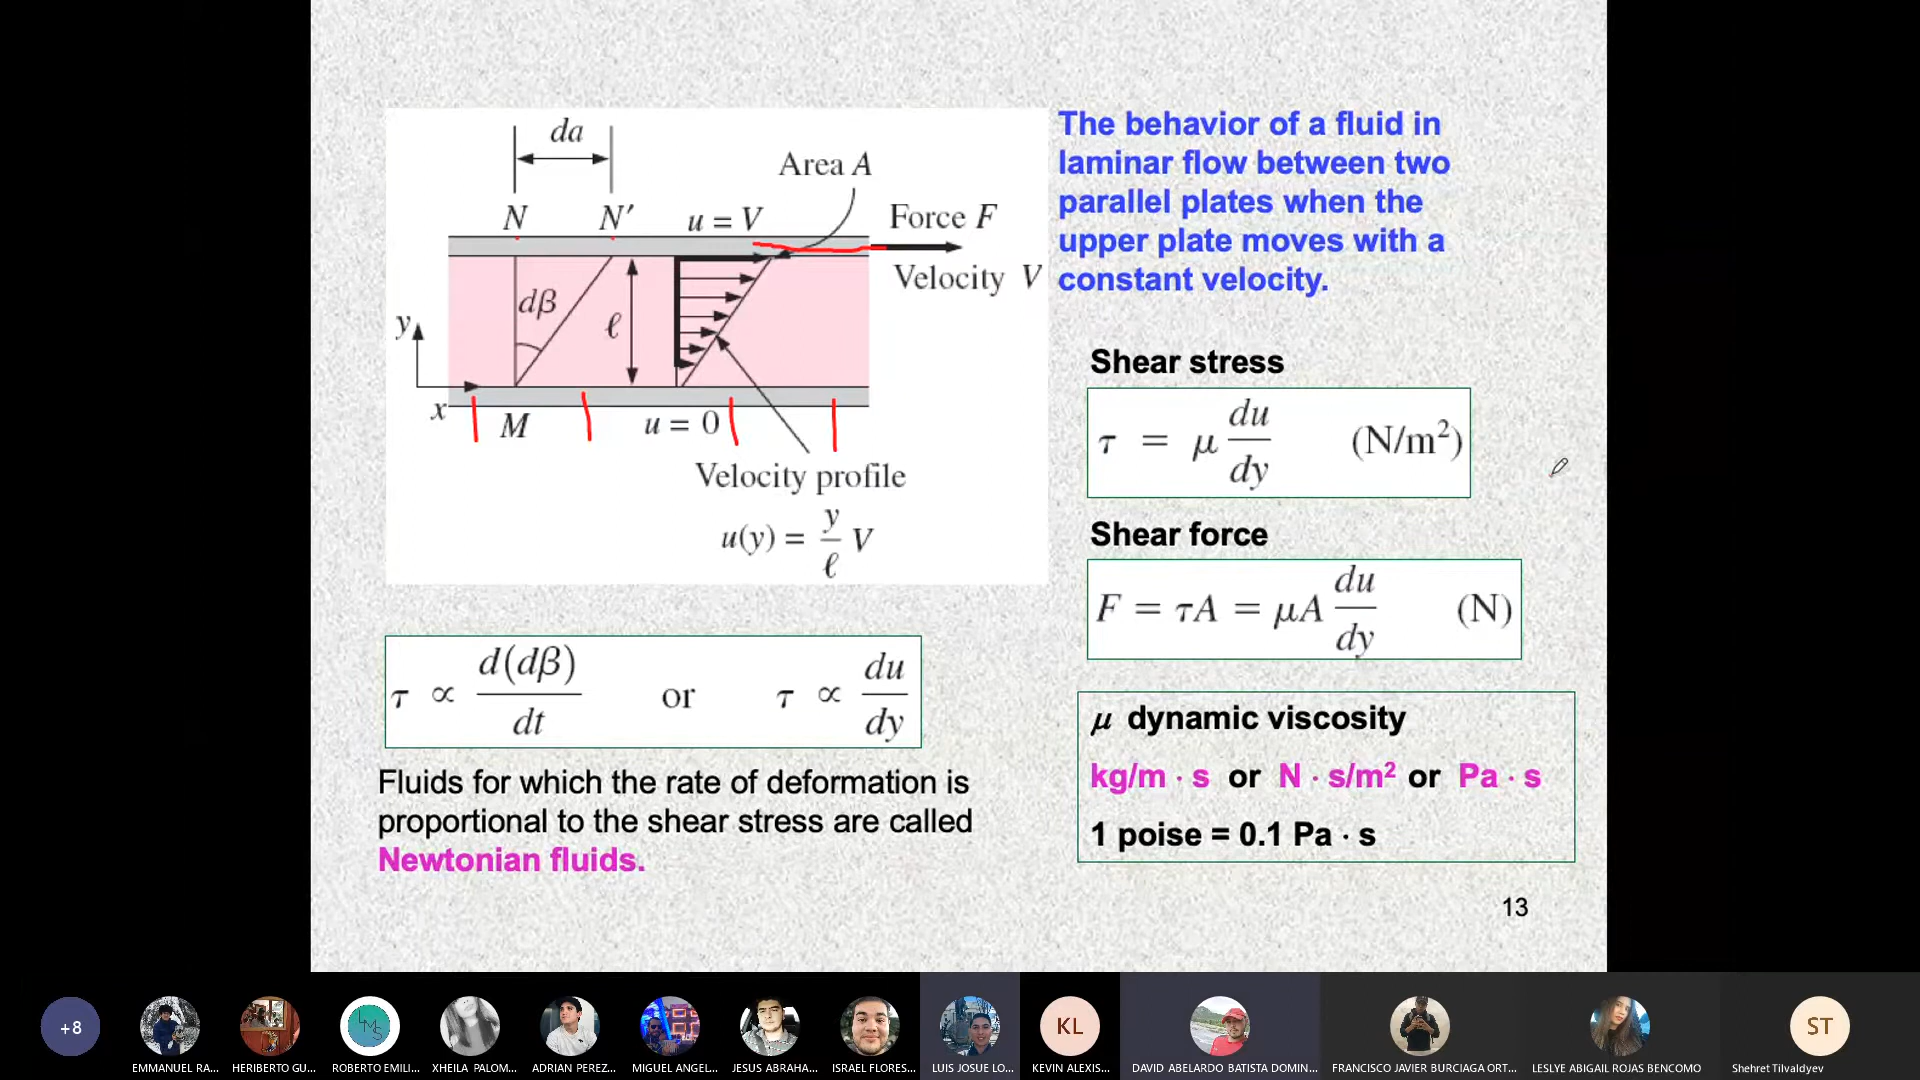 da
Area A
N
N′
u = V
Force F
Velocity V
dβ
ℓ
y
x
M
u = 0
Velocity profile
u(y) = y/ℓ V
τ ∝ d(dβ)/dt or τ ∝ du/dy
Fluids for which the rate of deformation is
proportional to the shear stress are called
Newtonian fluids.
The behavior of a fluid in
laminar flow between two
parallel plates when the
upper plate moves with a
constant velocity.
Shear stress
τ = μ du/dy (N/m²)
Shear force
F = τA = μA du/dy (N)
μ dynamic viscosity
kg/m · s or N · s/m² or Pa · s
1 poise = 0.1 Pa · s
13
+8
LMS
KL
ST
EMMANUEL RA...
HERIBERTO GU...
ROBERTO EMILI...
XHEILA PALOM...
ADRIAN PEREZ...
MIGUEL ANGEL...
JESUS ABRAHA...
ISRAEL FLORES...
LUIS JOSUE LO...
KEVIN ALEXIS...
DAVID ABELARDO BATISTA DOMIN...
FRANCISCO JAVIER BURCIAGA ORT...
LESLYE ABIGAIL ROJAS BENCOMO
Shehret Tilvaldyev